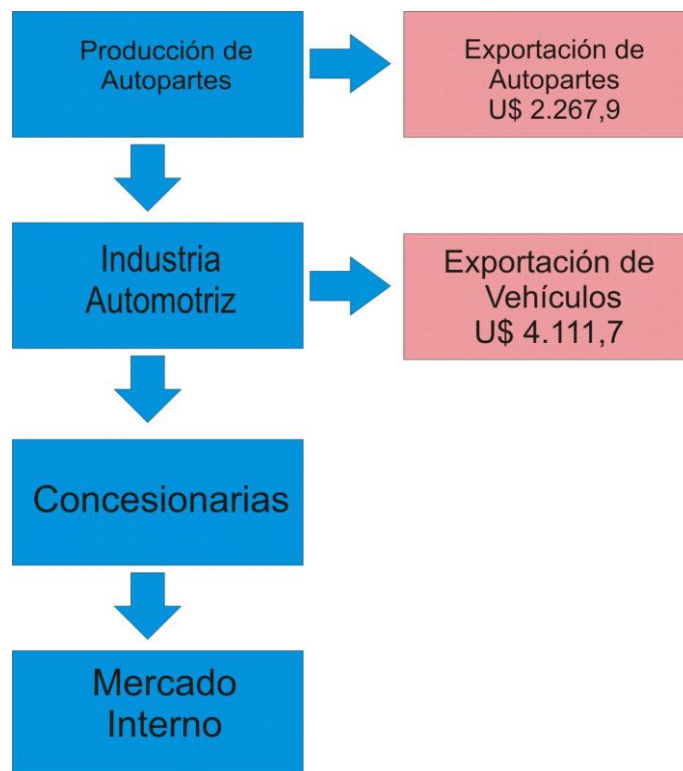 Producción de
Autopartes
Exportación de
Autopartes
U$ 2.267,9
Industria
Automotriz
Exportación de
Vehículos
U$ 4.111,7
Concesionarias
Mercado
Interno